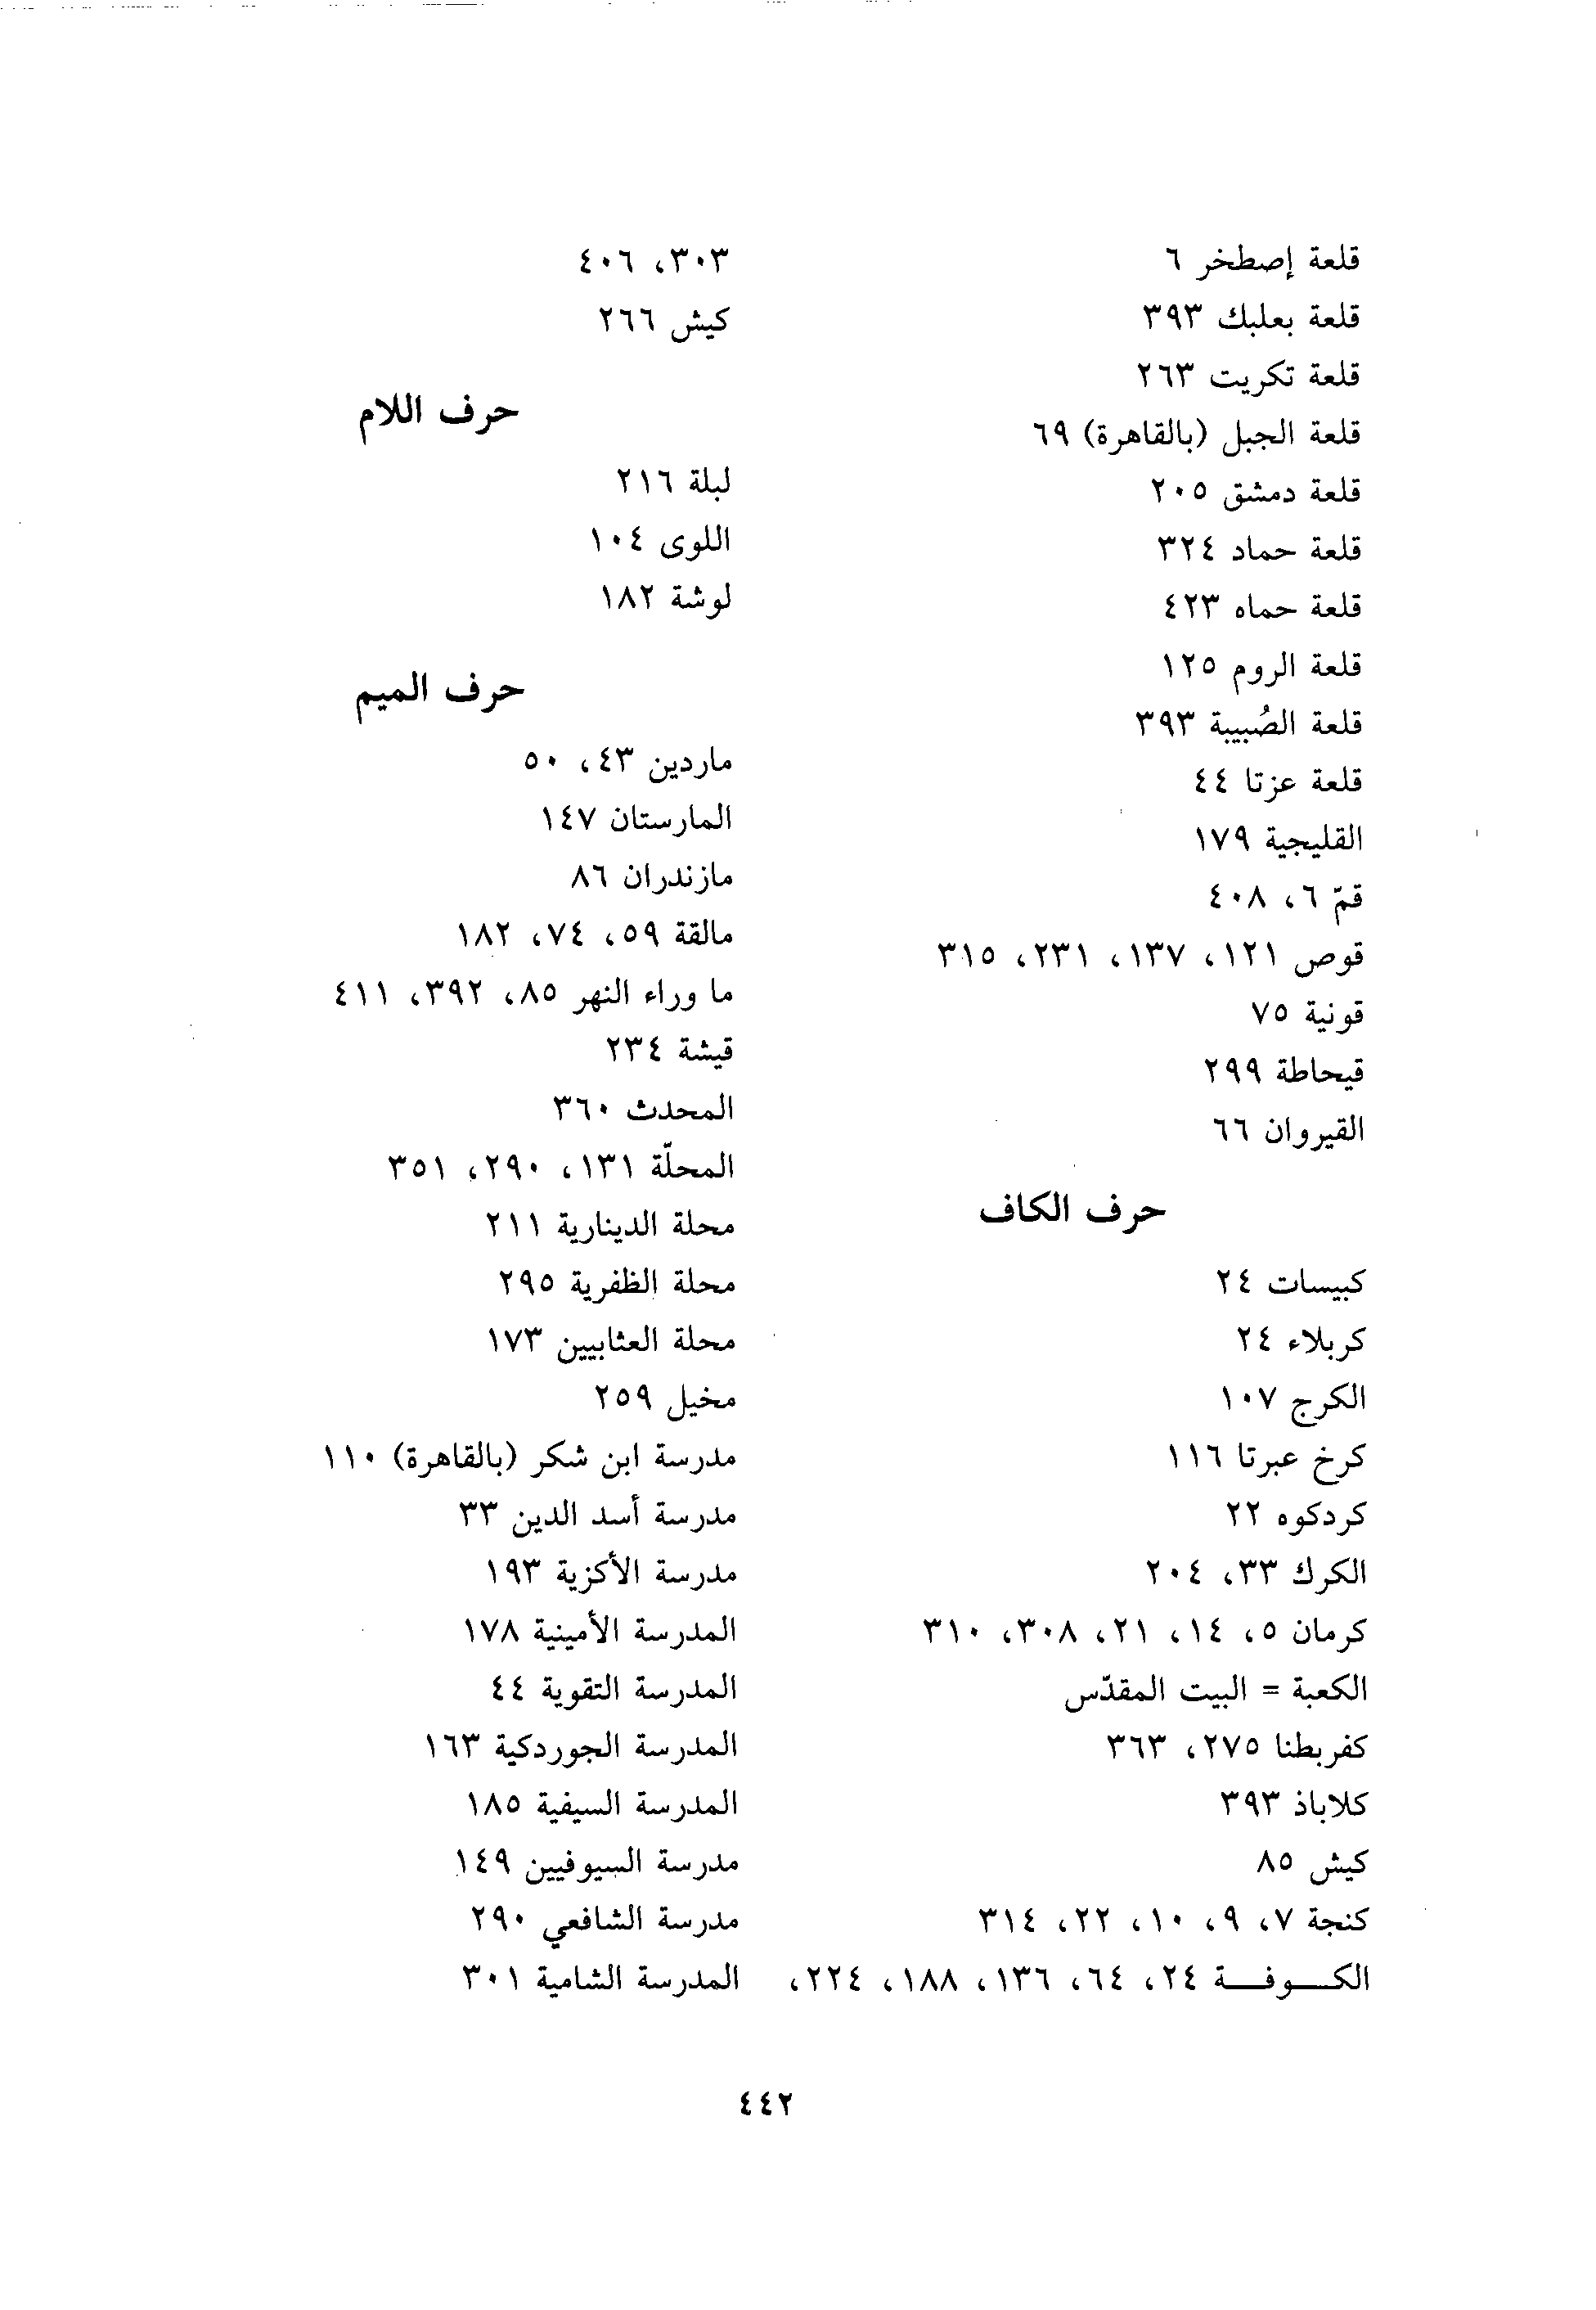 قلعة إصطخر ٦
قلعة بعلبك ٣٩٣
قلعة تكريت ٢٦٣
قلعة الجبل (بالقاهرة) ٦٩
قلعة دمشق ٢٠٥
قلعة حماد ٣٢٤
قلعة حماه ٤٢٣
قلعة الروم ١٢٥
قلعة الصُبيبة ٣٩٣
قلعة عزتا ٤٤
القليجية ١٧٩
قمّ ٦، ٤٠٨
قوص ١٢١، ١٣٧، ٢٣١، ٣١٥
قونية ٧٥
قيحاطة ٢٩٩
القيروان ٦٦
حرف الكاف
كبيسات ٢٤
كربلاء ٢٤
الكرج ١٠٧
كرخ عبرتا ١١٦
كردكوه ٢٢
الكرك ٣٣، ٢٠٤
كرمان ٥، ١٤، ٢١، ٣٠٨، ٣١٠
الكعبة = البيت المقدّس
كفربطنا ٢٧٥، ٣٦٣
كلاباذ ٣٩٣
كيش ٨٥
كنجة ٧، ٩، ١٠، ٢٢، ٣١٤
الكـــوفـــة ٢٤، ٦٤، ١٣٦، ١٨٨، ٢٢٤،
٣٠٣، ٤٠٦
كيش ٢٦٦
حرف اللام
لبلة ٢١٦
اللوى ١٠٤
لوشة ١٨٢
حرف الميم
ماردين ٤٣، ٥٠
المارستان ١٤٧
مازندران ٨٦
مالقة ٥٩، ٧٤، ١٨٢
ما وراء النهر ٨٥، ٣٩٢، ٤١١
قيشة ٢٣٤
المحدث ٣٦٠
المحلّة ١٣١، ٢٩٠، ٣٥١
محلة الدينارية ٢١١
محلة الظفرية ٢٩٥
محلة العثابيين ١٧٣
مخيل ٢٥٩
مدرسة ابن شكر (بالقاهرة) ١١٠
مدرسة أسد الدين ٣٣
مدرسة الأكزية ١٩٣
المدرسة الأمينية ١٧٨
المدرسة التقوية ٤٤
المدرسة الجوردكية ١٦٣
المدرسة السيفية ١٨٥
مدرسة السيوفيين ١٤٩
مدرسة الشافعي ٢٩٠
المدرسة الشامية ٣٠١
٤٤٢